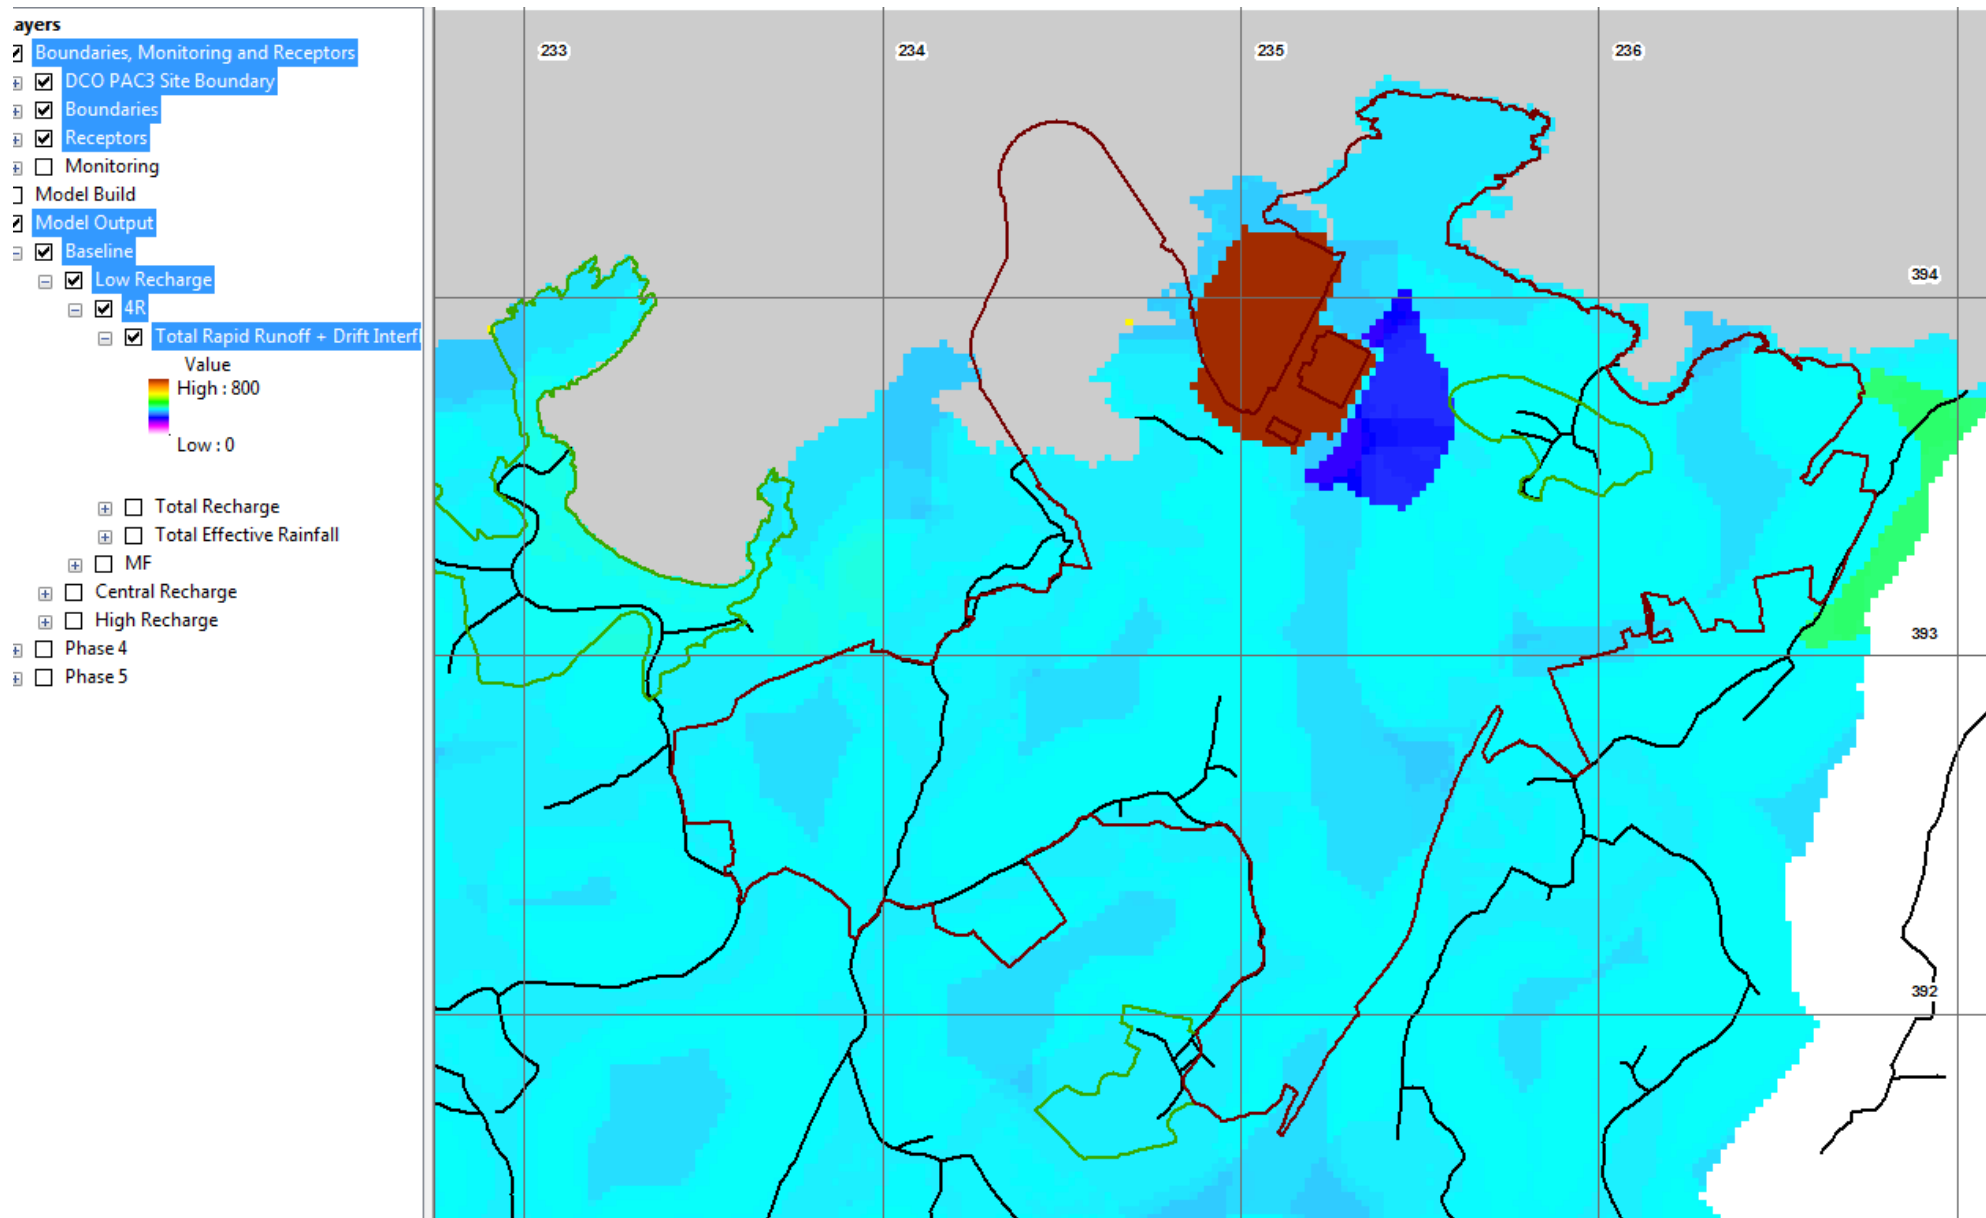 ayers
Boundaries, Monitoring and Receptors
DCO PAC3 Site Boundary
Boundaries
Receptors
Monitoring
Model Build
Model Output
Baseline
Low Recharge
4R
Total Rapid Runoff + Drift Interfl
Value
High : 800
Low : 0
Total Recharge
Total Effective Rainfall
MF
Central Recharge
High Recharge
Phase 4
Phase 5
233
234
235
236
394
393
392